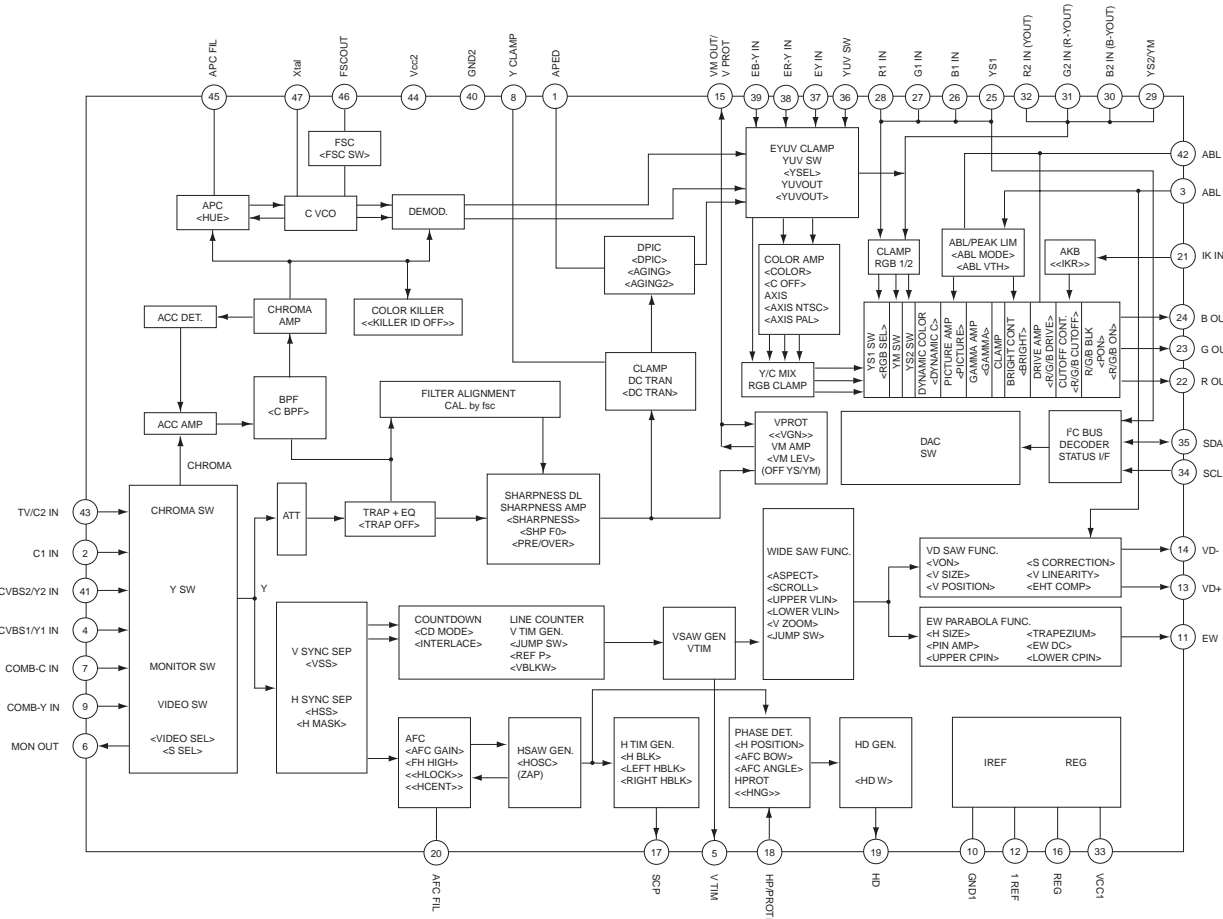 APC FIL
Xtal
FSCOUT
Vcc2
GND2
Y CLAMP
APED
VM OUT/
V PROT
EB-Y IN
ER-Y IN
EY IN
YUV SW
R1 IN
G1 IN
B1 IN
YS1
R2 IN (YOUT)
G2 IN (R-YOUT)
B2 IN (B-YOUT)
YS2/YM
45
47
46
44
40
8
1
15
39
38
37
36
28
27
26
25
32
31
30
29
FSC
<FSC SW>
APC
<HUE>
C VCO
DEMOD.
EYUV CLAMP
YUV SW
<YSEL>
YUVOUT
<YUVOUT>
42
ABL
3
ABL
21
IK IN
24
B OU
23
G OU
22
R OU
DPIC
<DPIC>
<AGING>
<AGING2>
COLOR AMP
<COLOR>
<C OFF>
AXIS
<AXIS NTSC>
<AXIS PAL>
CLAMP
RGB 1/2
ABL/PEAK LIM
<ABL MODE>
<ABL VTH>
AKB
<<IKR>>
ACC DET.
CHROMA
AMP
COLOR KILLER
<<KILLER ID OFF>>
YS1 SW
<RGB SEL>
YM SW
YS2 SW
DYNAMIC COLOR
<DYNAMIC C>
PICTURE AMP
<PICTURE>
GAMMA AMP
<GAMMA>
CLAMP
BRIGHT CONT
<BRIGHT>
DRIVE AMP
<R/G/B DRIVE>
CUTOFF CONT.
<R/G/B CUTOFF>
R/G/B BLK
<PON>
<R/G/B ON>
CLAMP
DC TRAN
<DC TRAN>
Y/C MIX
RGB CLAMP
ACC AMP
BPF
<C BPF>
FILTER ALIGNMENT
CAL. by fsc
VPROT
<<VGN>>
VM AMP
<VM LEV>
(OFF YS/YM)
DAC
SW
I²C BUS
DECODER
STATUS I/F
35
SDA
34
SCL
CHROMA
TV/C2 IN
43
C1 IN
2
CVBS2/Y2 IN
41
CVBS1/Y1 IN
4
COMB-C IN
7
COMB-Y IN
9
MON OUT
6
CHROMA SW
Y SW
MONITOR SW
VIDEO SW
<VIDEO SEL>
<S SEL>
ATT
TRAP + EQ
<TRAP OFF>
SHARPNESS DL
SHARPNESS AMP
<SHARPNESS>
<SHP F0>
<PRE/OVER>
Y
V SYNC SEP
<VSS>
H SYNC SEP
<HSS>
<H MASK>
COUNTDOWN
<CD MODE>
<INTERLACE>
LINE COUNTER
V TIM GEN.
<JUMP SW>
<REF P>
<VBLKW>
VSAW GEN
VTIM
WIDE SAW FUNC.
<ASPECT>
<SCROLL>
<UPPER VLIN>
<LOWER VLIN>
<V ZOOM>
<JUMP SW>
VD SAW FUNC.
<VON>
<V SIZE>
<V POSITION>
<S CORRECTION>
<V LINEARITY>
<EHT COMP>
EW PARABOLA FUNC.
<H SIZE>
<PIN AMP>
<UPPER CPIN>
<TRAPEZIUM>
<EW DC>
<LOWER CPIN>
14
VD-
13
VD+
11
EW
AFC
<AFC GAIN>
<FH HIGH>
<<HLOCK>>
<<HCENT>>
HSAW GEN.
<HOSC>
(ZAP)
H TIM GEN.
<H BLK>
<LEFT HBLK>
<RIGHT HBLK>
PHASE DET.
<H POSITION>
<AFC BOW>
<AFC ANGLE>
HPROT
<<HNG>>
HD GEN.
<HD W>
IREF
REG
20
17
5
18
19
10
12
16
33
AFC FIL
SCP
V TIM
HP/PROT
HD
GND1
1 REF
REG
VCC1